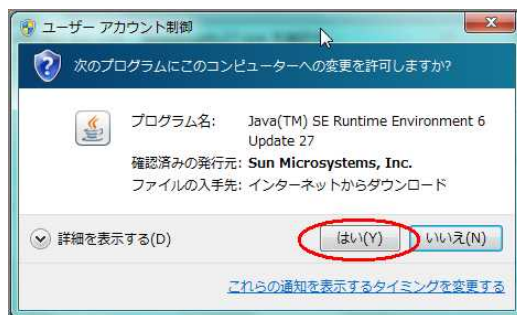 ユーザー アカウント制御
次のプログラムにこのコンピューターへの変更を許可しますか?
プログラム名: Java(TM) SE Runtime Environment 6
Update 27
確認済みの発行元: Sun Microsystems, Inc.
ファイルの入手先: インターネットからダウンロード
詳細を表示する(D) はい(Y) いいえ(N)
これらの通知を表示するタイミングを変更する